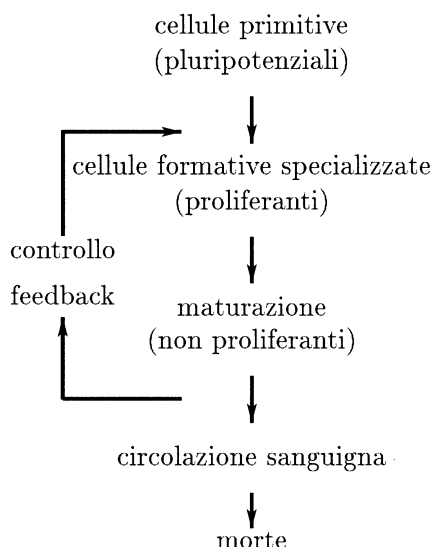 cellule primitive
(pluripotenziali)
cellule formative specializzate
(proliferanti)
controllo
feedback
maturazione
(non proliferanti)
circolazione sanguigna
morte